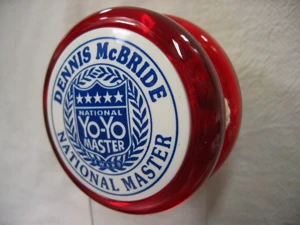 DENNIS McBRIDE
NATIONAL
YO-YO
MASTER
NATIONAL MASTER